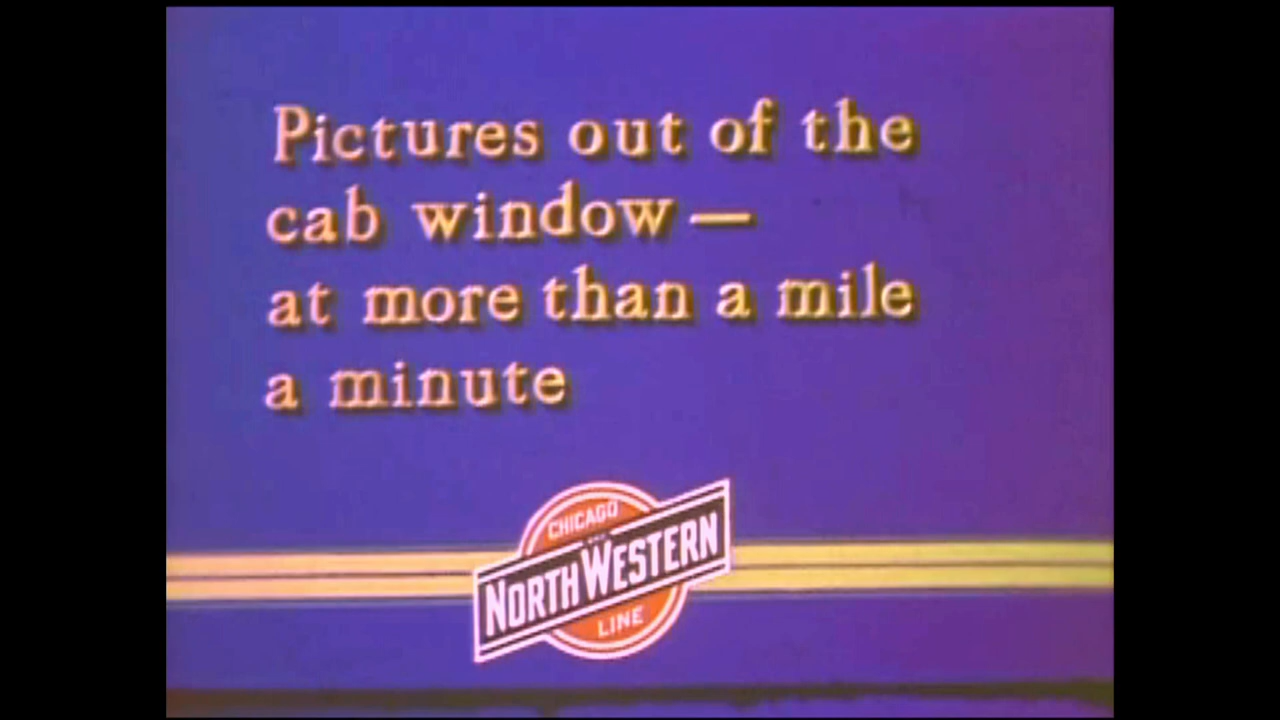 Pictures out of the
cab window —
at more than a mile
a minute
CHICAGO
AND
NORTH WESTERN
LINE